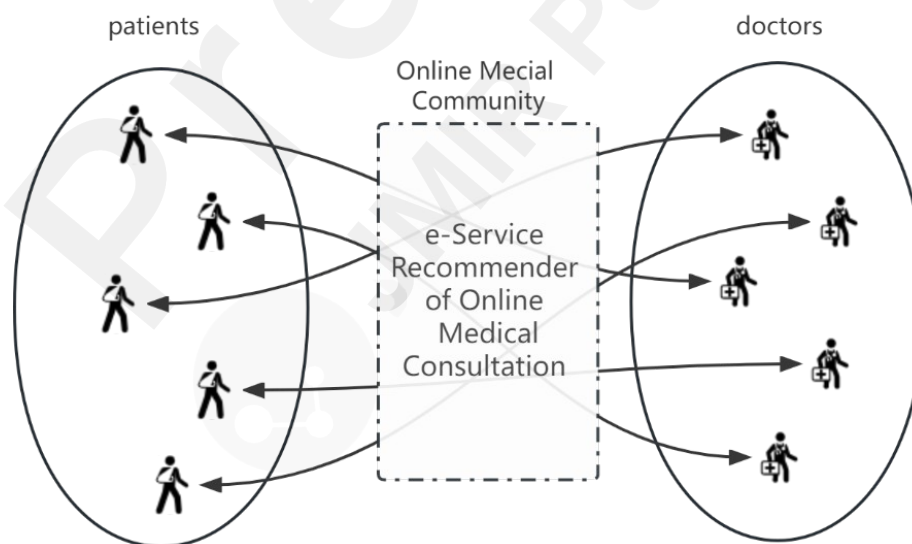 patients
doctors
Online Mecial
Community
e-Service
Recommender
of Online
Medical
Consultation